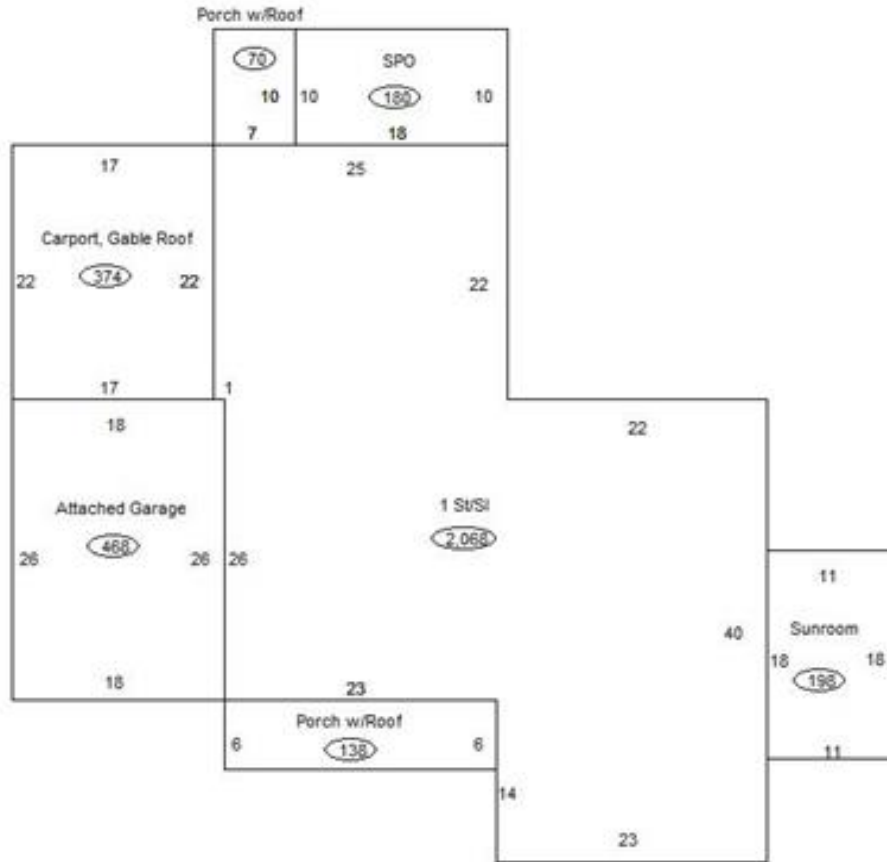 Porch w/Roof
70
SPO
10 10 180 10
7 18
17 25
Carport, Gable Roof
22 374 22 22
17 1
18 22
Attached Garage 1 St/Sl
468 2,068
26 26 26
11
Sunroom
40 18 18
198
18 23
Porch w/Roof
6 138 6
11
14
23